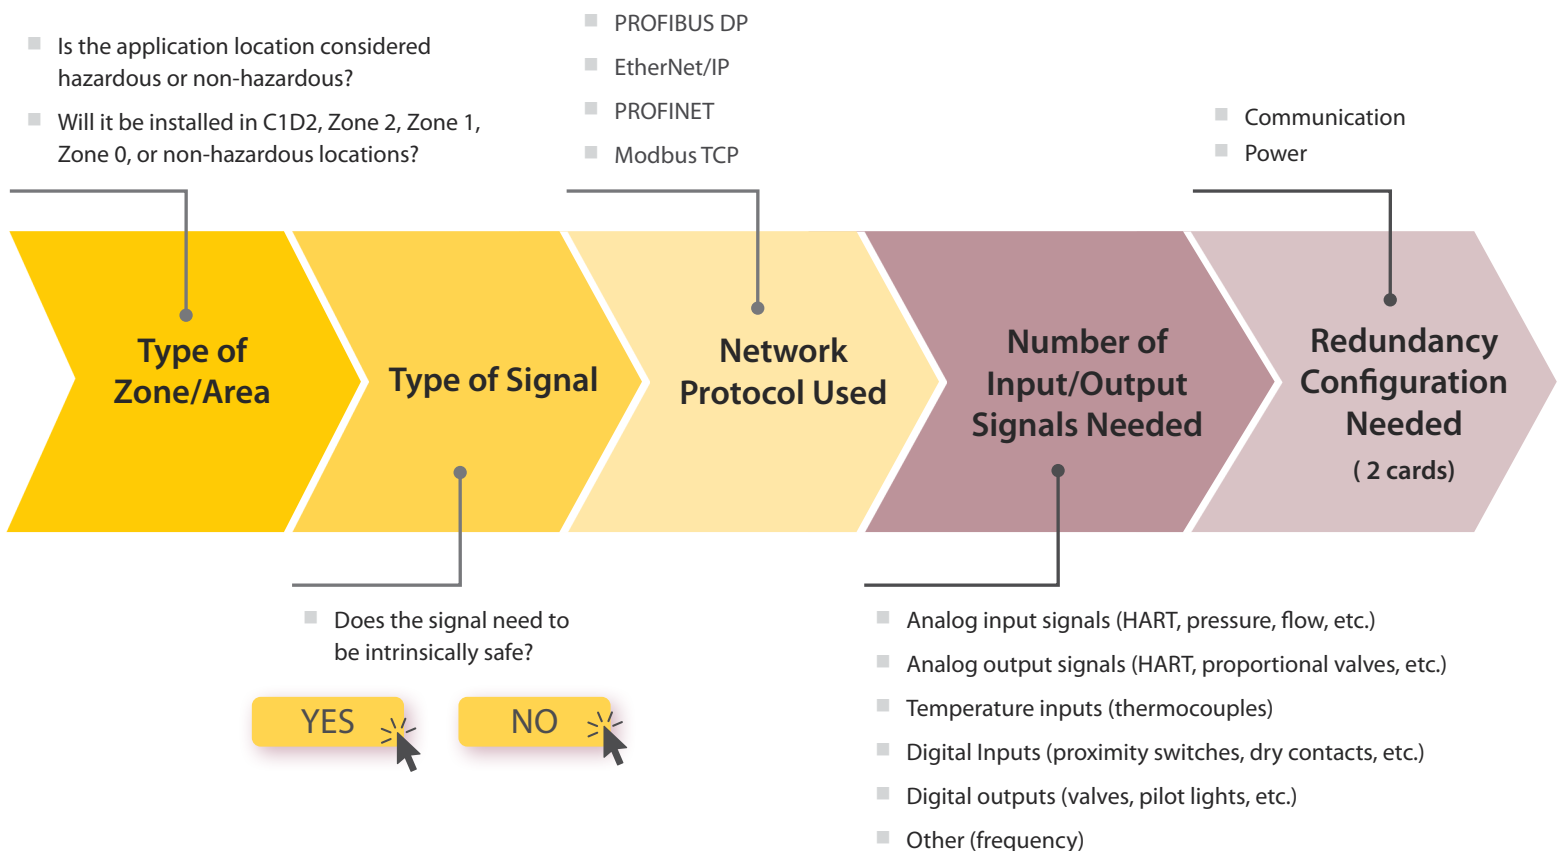 Is the application location considered
hazardous or non-hazardous?
Will it be installed in C1D2, Zone 2, Zone 1,
Zone 0, or non-hazardous locations?
PROFIBUS DP
EtherNet/IP
PROFINET
Modbus TCP
Communication
Power
Type of
Zone/Area
Type of Signal
Network
Protocol Used
Number of
Input/Output
Signals Needed
Redundancy
Configuration
Needed
( 2 cards)
Does the signal need to
be intrinsically safe?
YES
NO
Analog input signals (HART, pressure, flow, etc.)
Analog output signals (HART, proportional valves, etc.)
Temperature inputs (thermocouples)
Digital Inputs (proximity switches, dry contacts, etc.)
Digital outputs (valves, pilot lights, etc.)
Other (frequency)